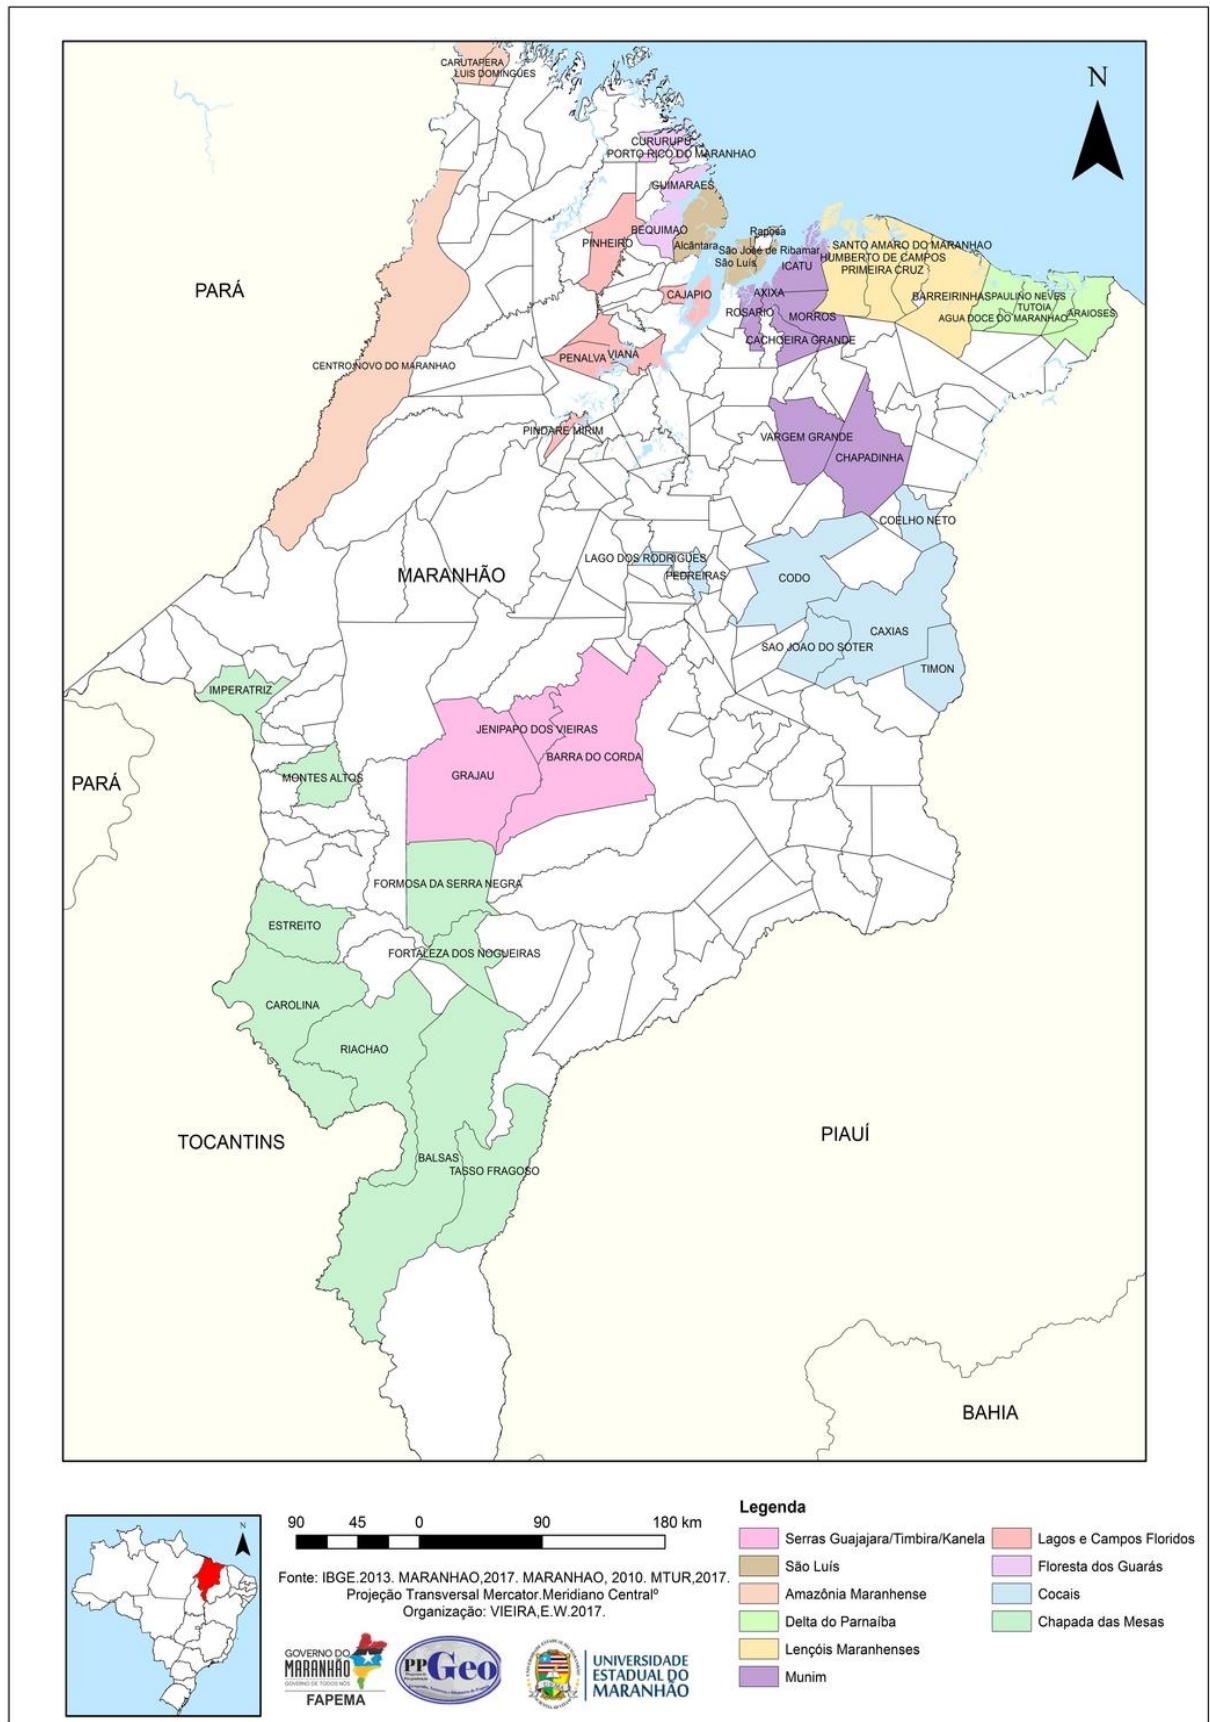 CARUTAPERA
LUIS DOMINGUES
N
CURURUPU
PORTO RICO DO MARANHAO
GUIMARAES
BEQUIMAO
PINHEIRO
Alcântara
Raposa
São José de Ribamar
São Luís
SANTO AMARO DO MARANHAO
HUMBERTO DE CAMPOS
PRIMEIRA CRUZ
ICATU
PARÁ
CAJAPIO
AXIXA
ROSARIO
MORROS
BARREIRINHAS
PAULINO NEVES
TUTOIA
AGUA DOCE DO MARANHAO
ARAIOSES
CACHOEIRA GRANDE
PENALVA
VIANA
CENTRO NOVO DO MARANHAO
PINDARE MIRIM
VARGEM GRANDE
CHAPADINHA
COELHO NETO
LAGO DOS RODRIGUES
PEDREIRAS
MARANHÃO
CODO
CAXIAS
SAO JOAO DO SOTER
TIMON
IMPERATRIZ
JENIPAPO DOS VIEIRAS
BARRA DO CORDA
GRAJAU
MONTES ALTOS
PARÁ
FORMOSA DA SERRA NEGRA
ESTREITO
FORTALEZA DOS NOGUEIRAS
CAROLINA
RIACHAO
TOCANTINS
PIAUÍ
BALSAS
TASSO FRAGOSO
BAHIA
N
90 45 0 90 180 km
Fonte: IBGE.2013. MARANHAO,2017. MARANHAO, 2010. MTUR,2017.
Projeção Transversal Mercator.Meridiano Centralº
Organização: VIEIRA,E.W.2017.
GOVERNO DO
MARANHÃO
GOVERNO DE TODOS NÓS
FAPEMA
PPGeo
UNIVERSIDADE
ESTADUAL DO
MARANHÃO
Legenda
Serras Guajajara/Timbira/Kanela
São Luís
Amazônia Maranhense
Delta do Parnaíba
Lençóis Maranhenses
Munim
Lagos e Campos Floridos
Floresta dos Guarás
Cocais
Chapada das Mesas